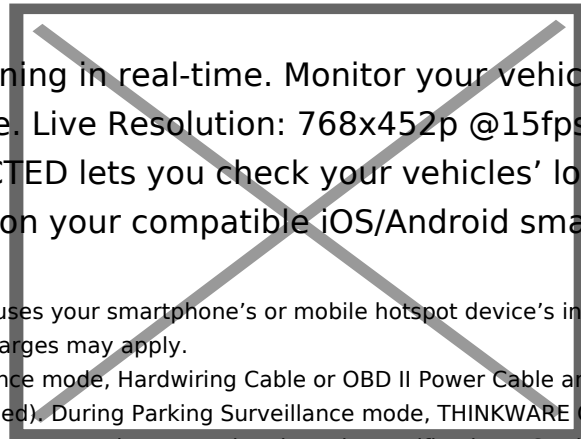 ning in real-time. Monitor your vehic
e. Live Resolution: 768x452p @15fps
CTED lets you check your vehicles’ lo
on your compatible iOS/Android sma
uses your smartphone’s or mobile hotspot device’s in
arges may apply.
nce mode, Hardwiring Cable or OBD II Power Cable an
ed). During Parking Surveillance mode, THINKWARE C